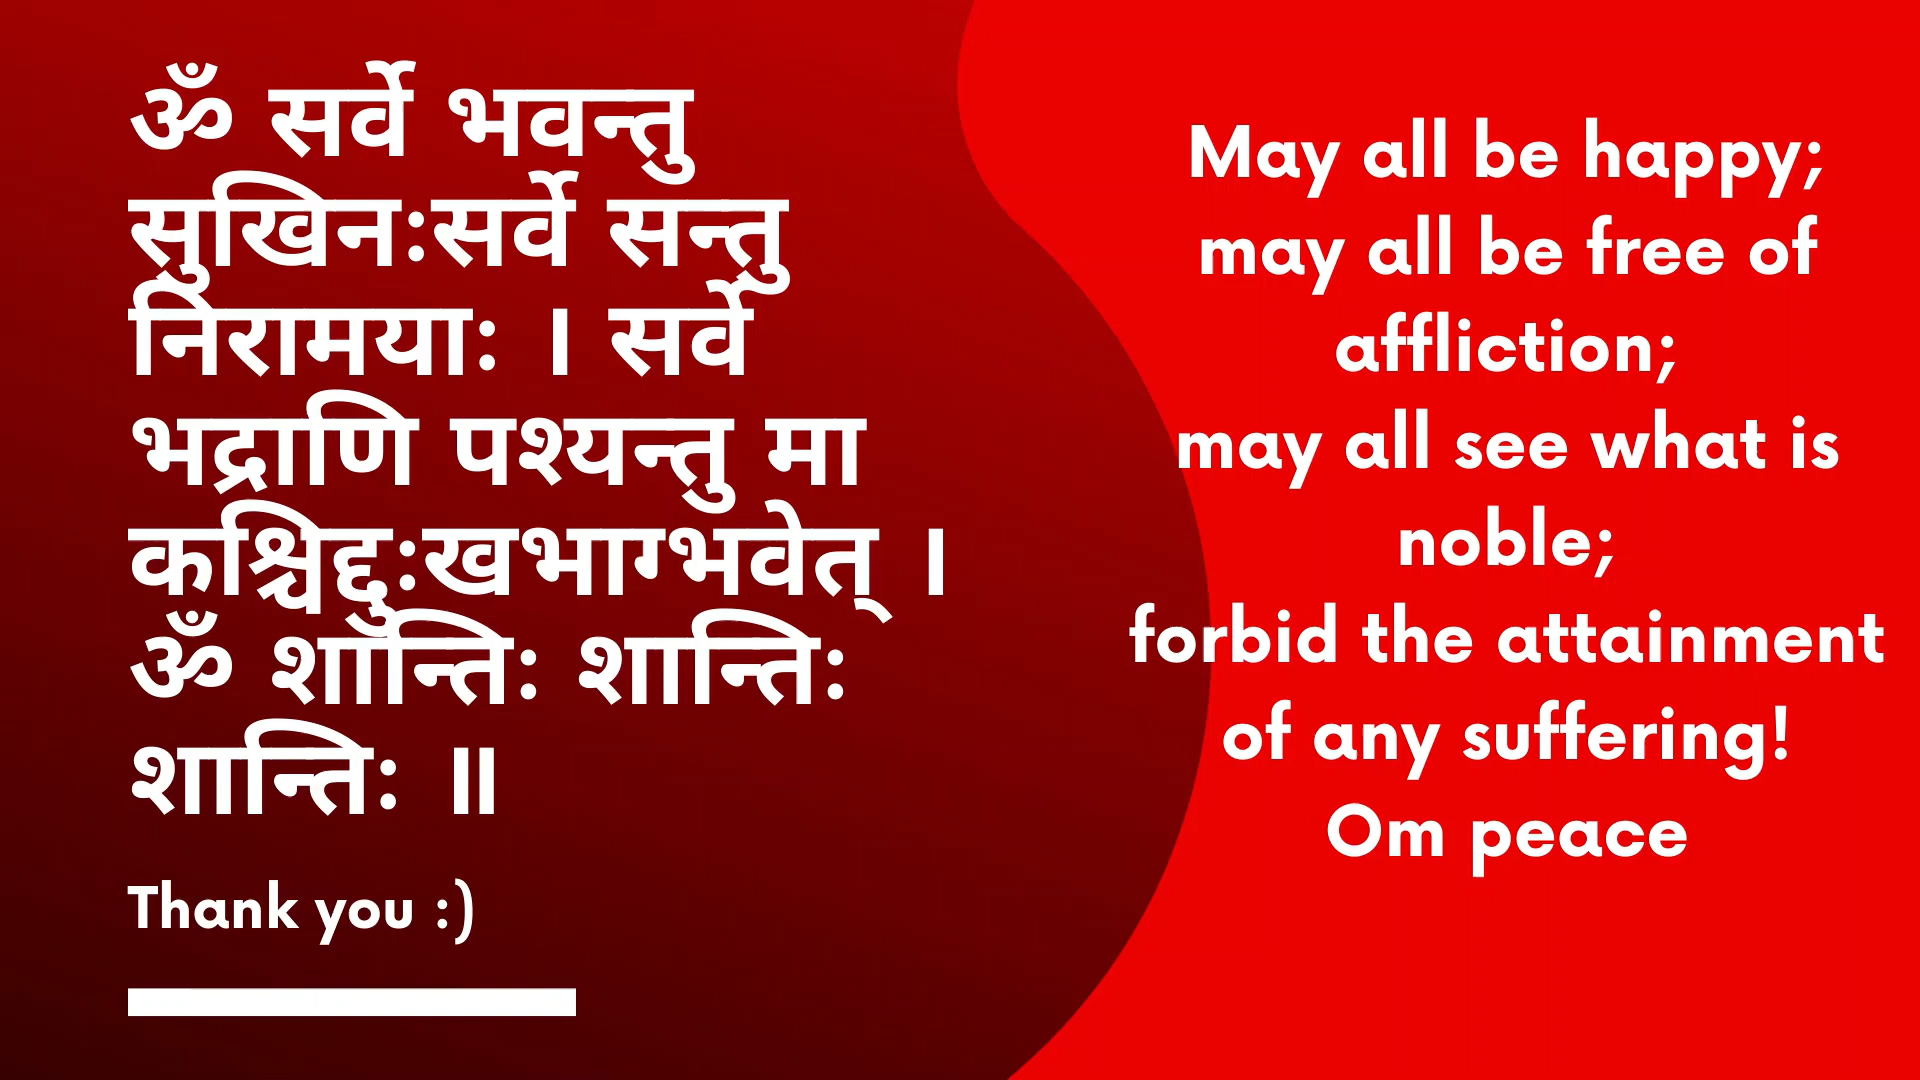 ॐ सर्वे भवन्तु
सुखिनःसर्वे सन्तु
निरामयाः । सर्वे
भद्राणि पश्यन्तु मा
कश्चिद्दुःखभाग्भवेत् ।
ॐ शान्तिः शान्तिः
शान्तिः ॥
Thank you :)
May all be happy;
may all be free of
affliction;
may all see what is
noble;
forbid the attainment
of any suffering!
Om peace